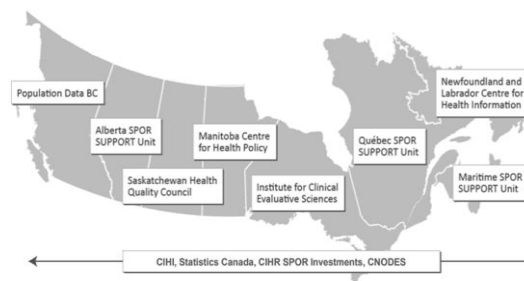 Population Data BC
Alberta SPOR
SUPPORT Unit
Saskatchewan Health
Quality Council
Manitoba Centre
for Health Policy
Institute for Clinical
Evaluative Sciences
Québec SPOR
SUPPORT Unit
Newfoundland and
Labrador Centre for
Health Information
Maritime SPOR
SUPPORT Unit
CIHI, Statistics Canada, CIHR SPOR Investments, CNODES